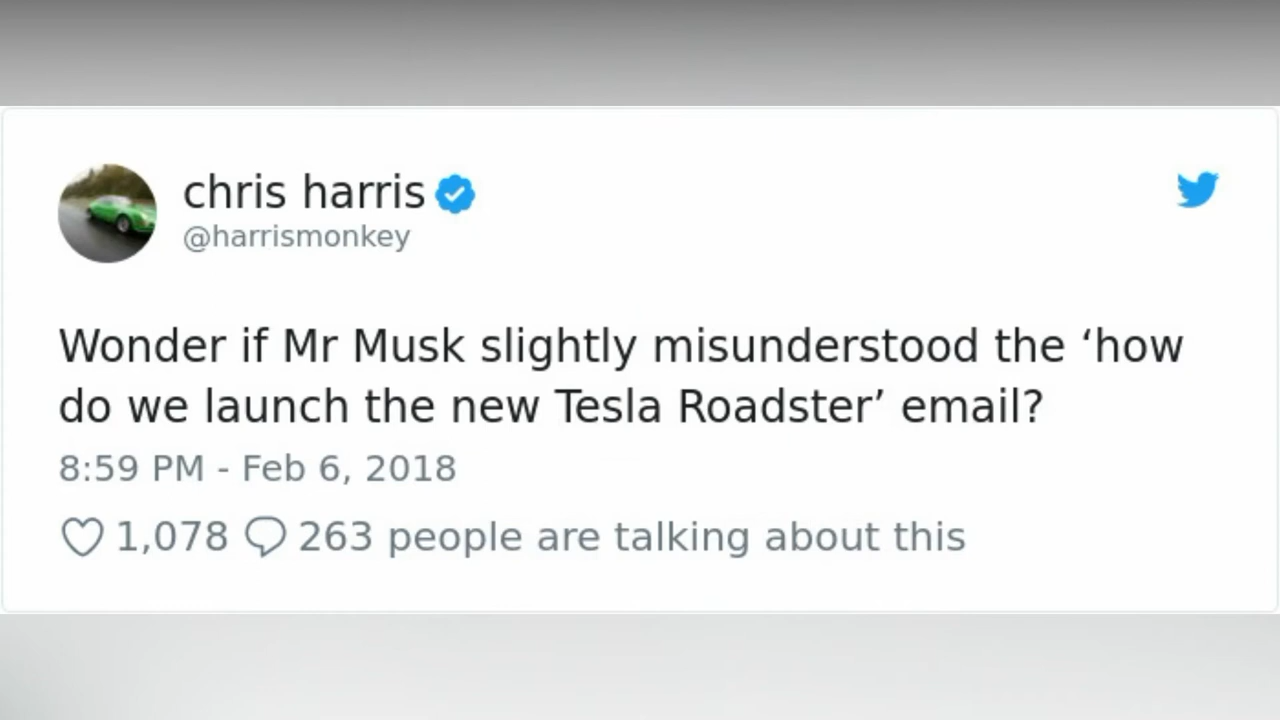 chris harris
@harrismonkey
Wonder if Mr Musk slightly misunderstood the ‘how
do we launch the new Tesla Roadster’ email?
8:59 PM - Feb 6, 2018
1,078 263 people are talking about this